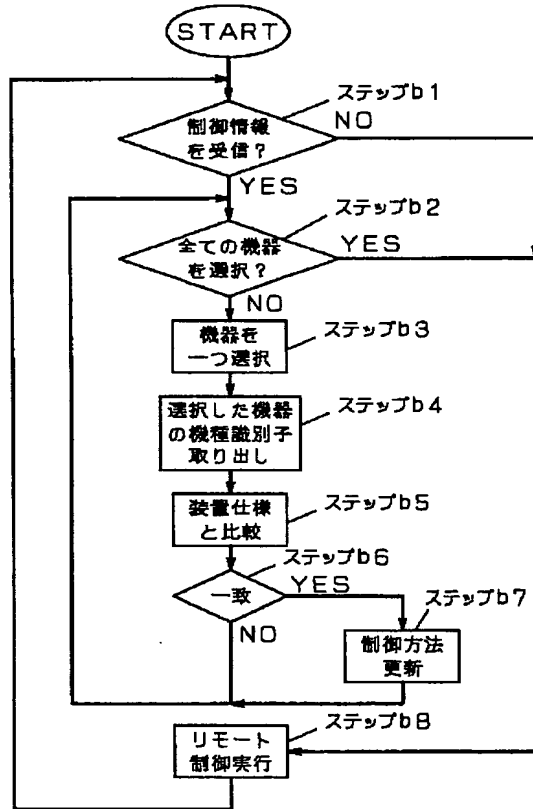 START
ステップb1
制御情報
を受信?
NO
YES
ステップb2
全ての機器
を選択?
YES
NO
ステップb3
機器を
一つ選択
ステップb4
選択した機器
の機種識別子
取り出し
ステップb5
装置仕様
と比較
ステップb6
一致
YES
NO
ステップb7
制御方法
更新
ステップb8
リモート
制御実行